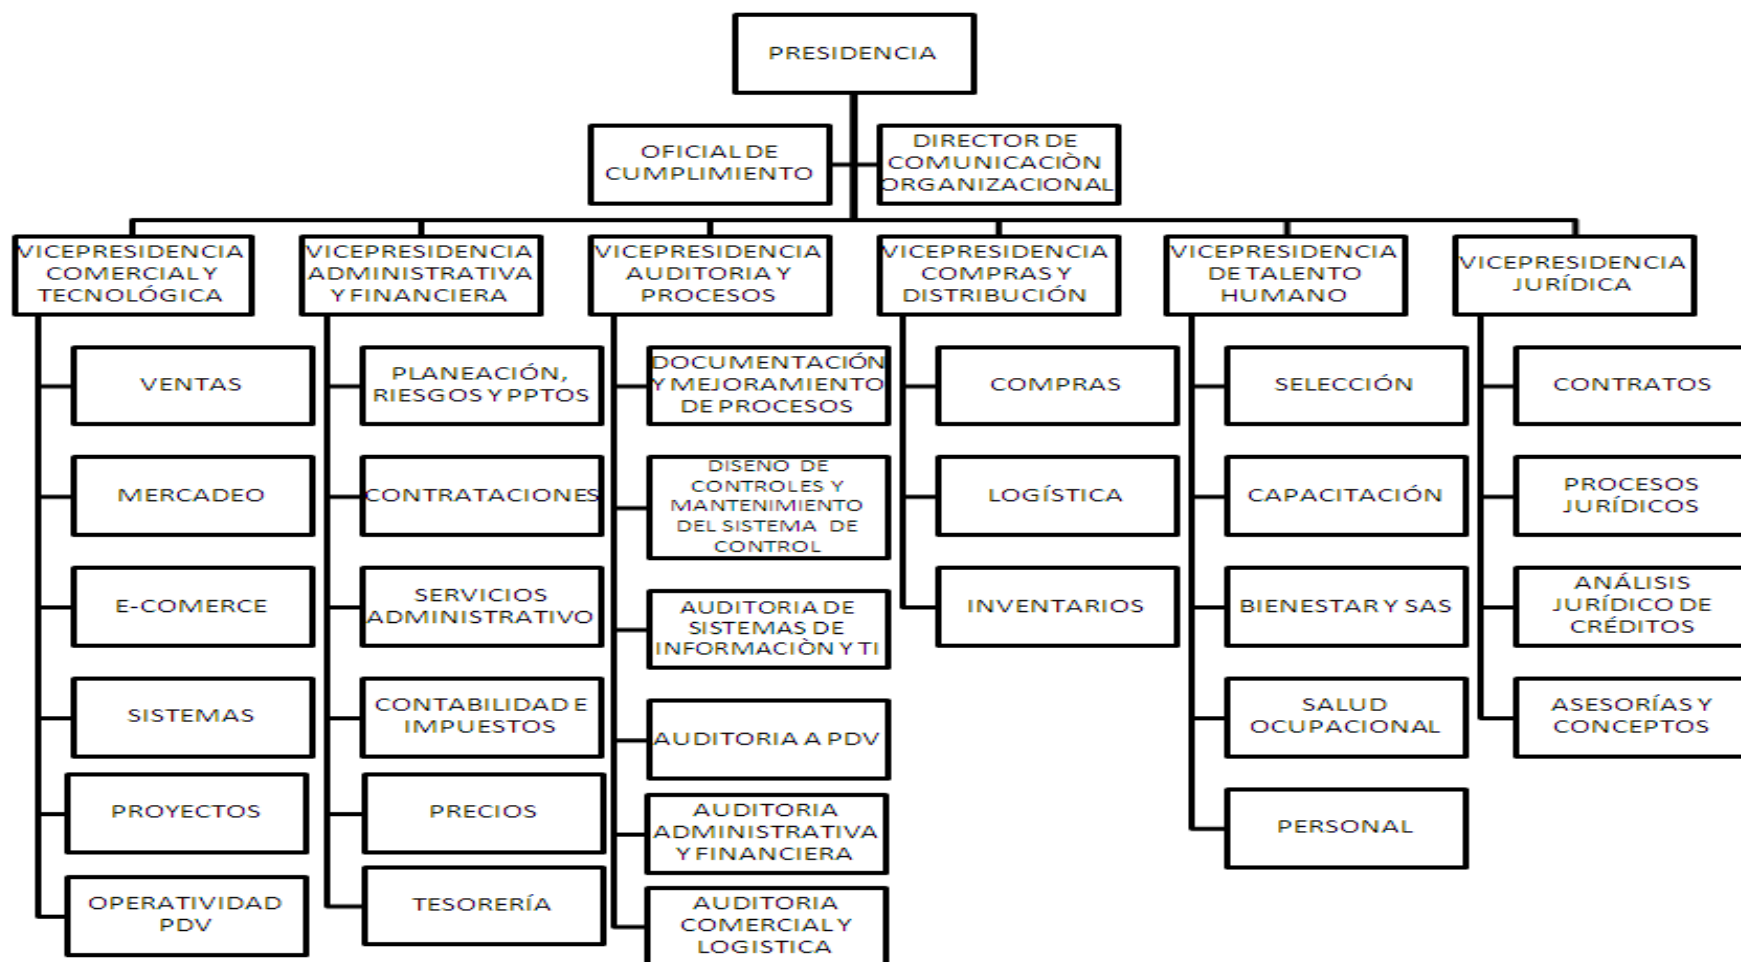 PRESIDENCIA
OFICIAL DE
CUMPLIMIENTO
DIRECTOR DE
COMUNICACIÒN
ORGANIZACIONAL
VICEPRESIDENCIA
COMERCIAL Y
TECNOLÓGICA
VENTAS
MERCADEO
E-COMERCE
SISTEMAS
PROYECTOS
OPERATIVIDAD
PDV
VICEPRESIDENCIA
ADMINISTRATIVA
Y FINANCIERA
PLANEACIÓN,
RIESGOS Y PPTOS
CONTRATACIONES
SERVICIOS
ADMINISTRATIVO
CONTABILIDAD E
IMPUESTOS
PRECIOS
TESORERÍA
VICEPRESIDENCIA
AUDITORIA Y
PROCESOS
DOCUMENTACIÓN
Y MEJORAMIENTO
DE PROCESOS
DISENO DE
CONTROLES Y
MANTENIMIENTO
DEL SISTEMA DE
CONTROL
AUDITORIA DE
SISTEMAS DE
INFORMACIÒN Y TI
AUDITORIA A PDV
AUDITORIA
ADMINISTRATIVA
Y FINANCIERA
AUDITORIA
COMERCIAL Y
LOGISTICA
VICEPRESIDENCIA
COMPRAS Y
DISTRIBUCIÓN
COMPRAS
LOGÍSTICA
INVENTARIOS
VICEPRESIDENCIA
DE TALENTO
HUMANO
SELECCIÓN
CAPACITACIÓN
BIENESTAR Y SAS
SALUD
OCUPACIONAL
PERSONAL
VICEPRESIDENCIA
JURÍDICA
CONTRATOS
PROCESOS
JURÍDICOS
ANÁLISIS
JURÍDICO DE
CRÉDITOS
ASESORÍAS Y
CONCEPTOS